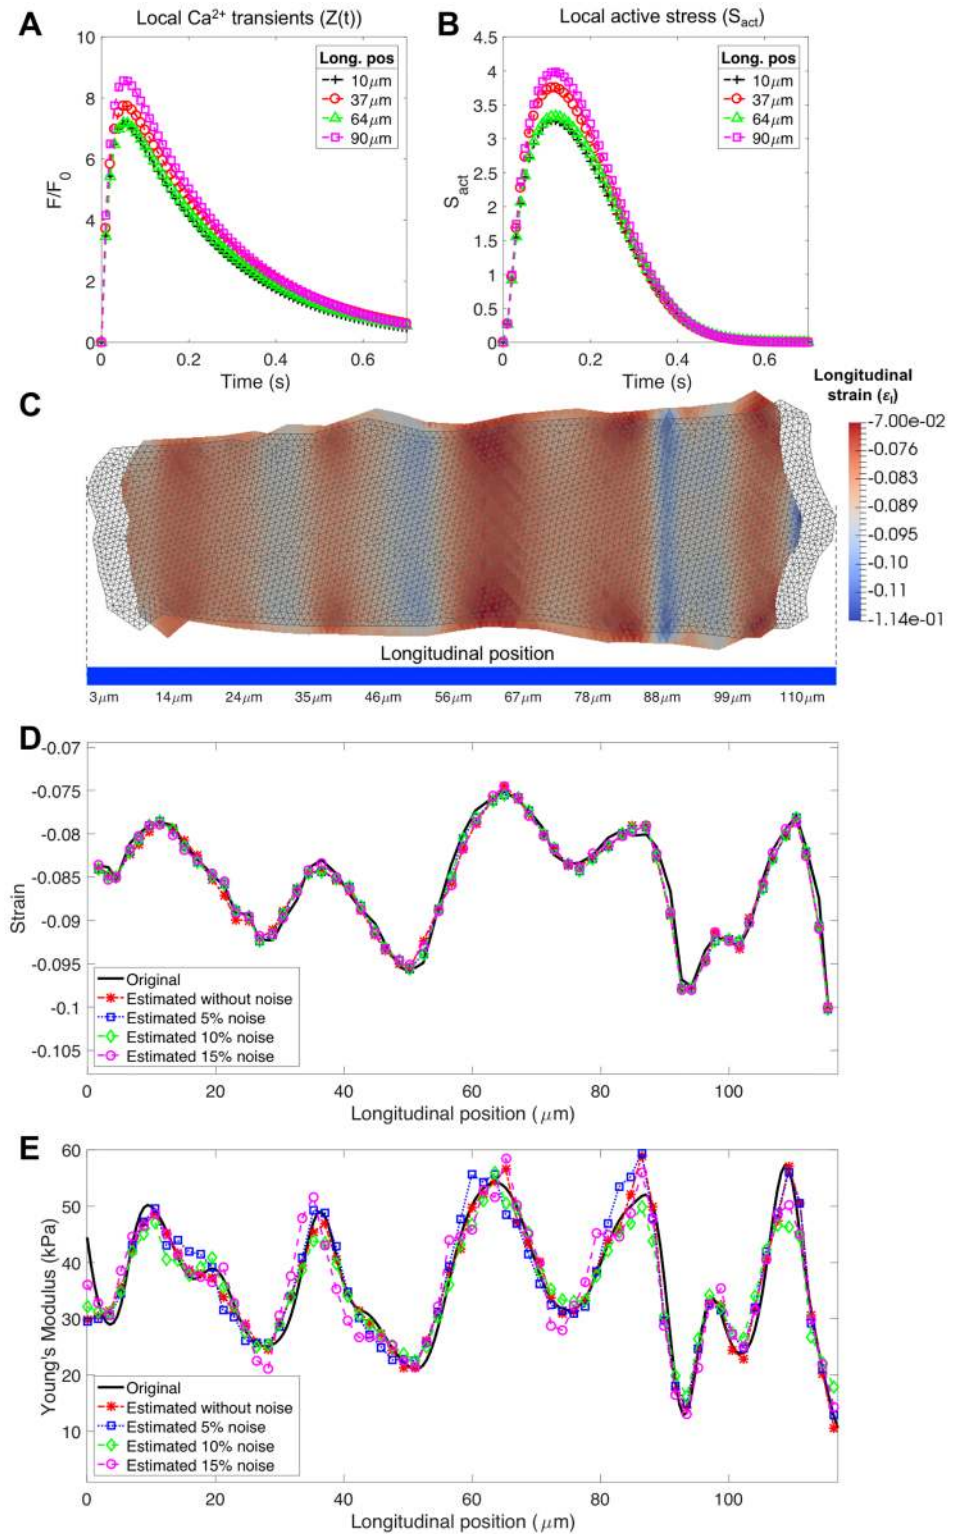 A
Local Ca²⁺ transients (Z(t))
10
8
6
4
2
0
F/F₀
0
0.2
0.4
0.6
Time (s)
Long. pos
10μm
37μm
64μm
90μm
B
Local active stress (Sact)
4.5
4
3.5
3
2.5
2
1.5
1
0.5
0
Sact
0
0.2
0.4
0.6
Time (s)
Long. pos
10μm
37μm
64μm
90μm
C
Longitudinal
strain (εl)
-7.00e-02
-0.076
-0.083
-0.089
-0.095
-0.10
-0.11
-1.14e-01
Longitudinal position
3μm 14μm 24μm 35μm 46μm 56μm 67μm 78μm 88μm 99μm 110μm
D
-0.07
-0.075
-0.08
-0.085
-0.09
-0.095
-0.1
-0.105
Strain
Original
Estimated without noise
Estimated 5% noise
Estimated 10% noise
Estimated 15% noise
0 20 40 60 80 100
Longitudinal position (μm)
E
60
50
40
30
20
10
Young's Modulus (kPa)
Original
Estimated without noise
Estimated 5% noise
Estimated 10% noise
Estimated 15% noise
0 20 40 60 80 100
Longitudinal position (μm)